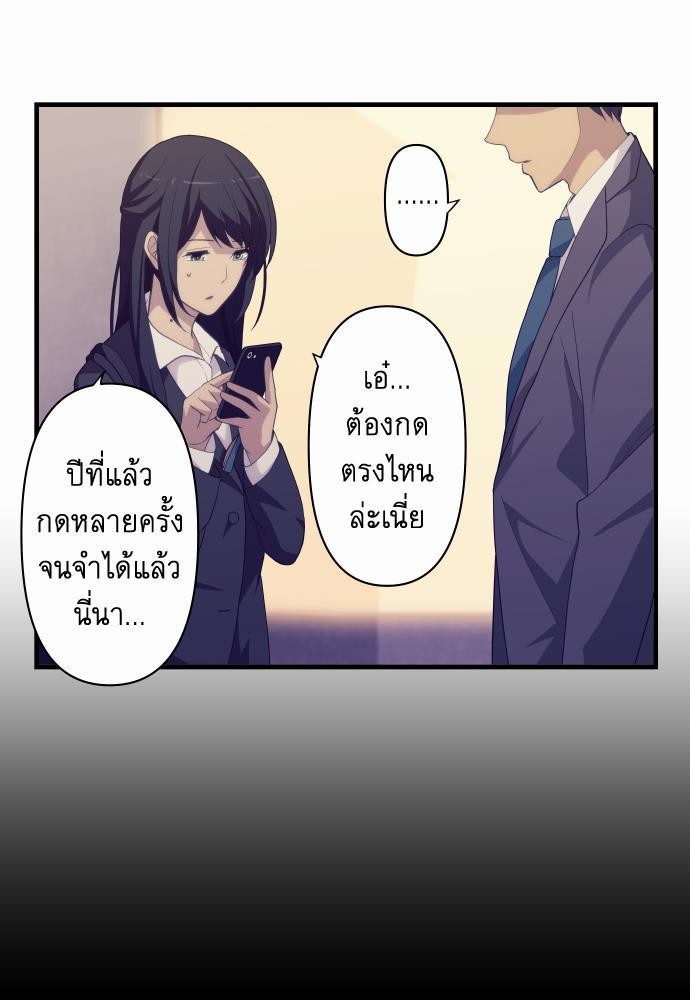 ......
เอ๋...
ต้องกด
ตรงไหน
ล่ะเนี่ย
ปีที่แล้ว
กดหลายครั้ง
จนจำได้แล้ว
นี่นา...